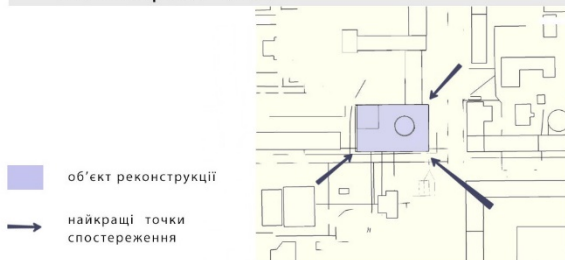 об'єкт реконструкції
найкращі точки
спостереження